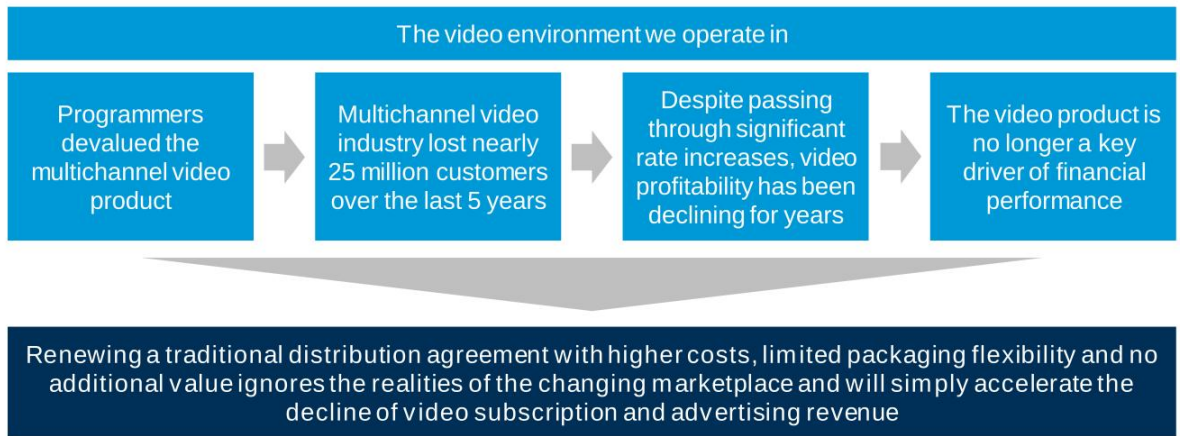 The video environment we operate in
Programmers
devalued the
multichannel video
product
Multichannel video
industry lost nearly
25 million customers
over the last 5 years
Despite passing
through significant
rate increases, video
profitability has been
declining for years
The video product is
no longer a key
driver of financial
performance
Renewing a traditional distribution agreement with higher costs, limited packaging flexibility and no
additional value ignores the realities of the changing marketplace and will simply accelerate the
decline of video subscription and advertising revenue